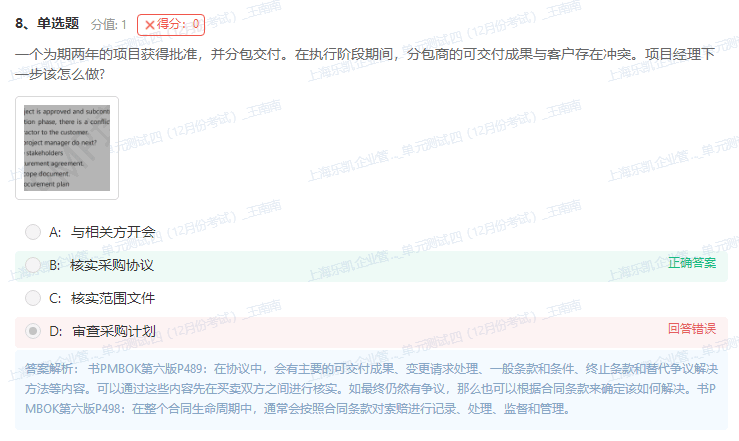 8、单选题 分值: 1 ×得分：0
一个为期两年的项目获得批准，并分包交付。在执行阶段期间，分包商的可交付成果与客户存在冲突。项目经理下
一步该怎么做?
ject is approved and subcont
tion phase, there is a conflic
ractor to the customer.
project manager do next?
stakeholders
urement agreement.
cope document.
ocurement plan
A: 与相关方开会
B: 核实采购协议 正确答案
C: 核实范围文件
D: 审查采购计划 回答错误
答案解析： 书PMBOK第六版P489：在协议中，会有主要的可交付成果、变更请求处理、一般条款和条件、终止条款和替代争议解决
方法等内容。可以通过这些内容先在买卖双方之间进行核实。如最终仍然有争议，那么也可以根据合同条款来确定该如何解决。书P
MBOK第六版P498：在整个合同生命周期中，通常会按照合同条款对索赔进行记录、处理、监督和管理。
上海乐凯企业管..._单元测试四（12月份考试）_王南南